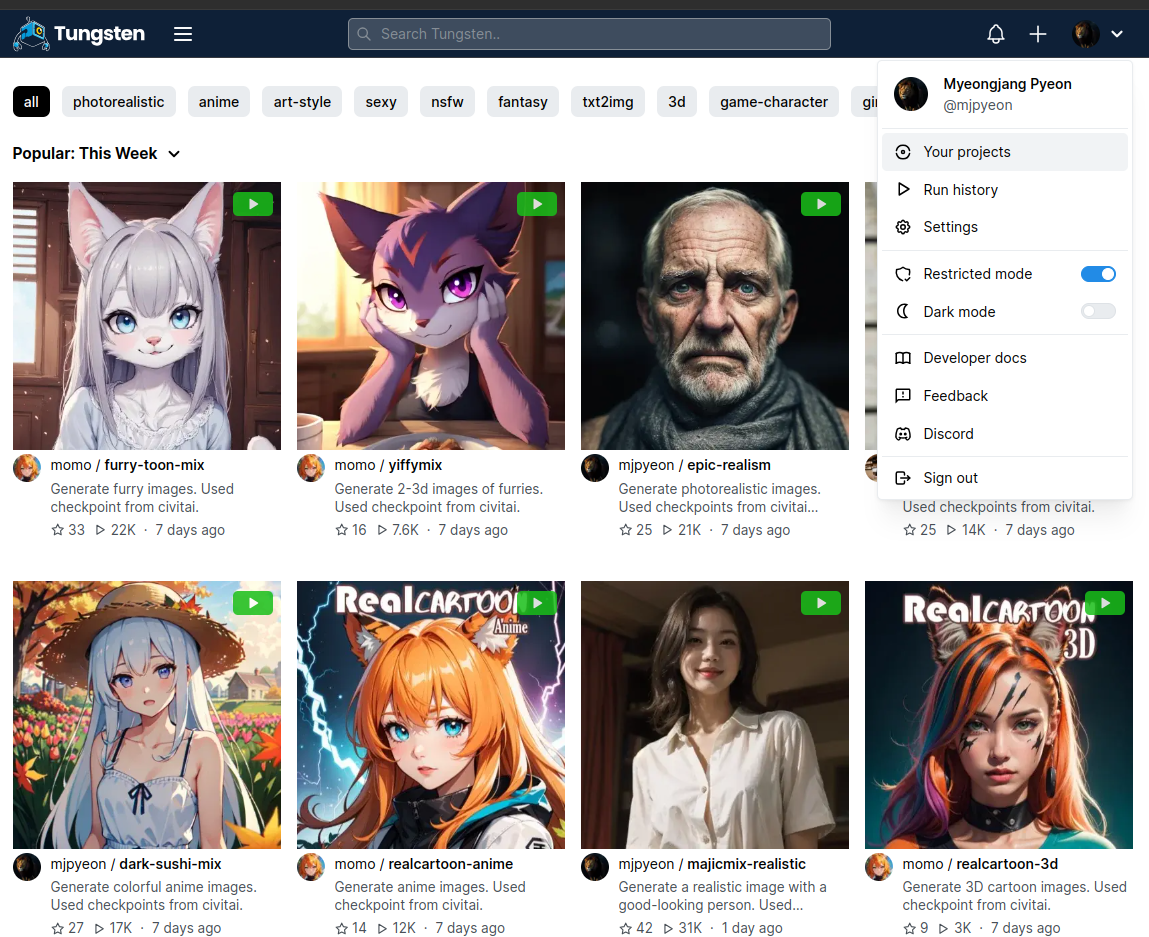 Tungsten
Search Tungsten..
all
photorealistic
anime
art-style
sexy
nsfw
fantasy
txt2img
3d
game-character
Myeongjang Pyeon
@mjpyeon
Your projects
Run history
Settings
Restricted mode
Dark mode
Developer docs
Feedback
Discord
Sign out
Popular: This Week
momo / furry-toon-mix
Generate furry images. Used
checkpoint from civitai.
33 22K · 7 days ago
momo / yiffymix
Generate 2-3d images of furries.
Used checkpoint from civitai.
16 7.6K · 7 days ago
mjpyeon / epic-realism
Generate photorealistic images.
Used checkpoints from civitai...
25 21K · 7 days ago
Used checkpoints from civitai.
25 14K · 7 days ago
mjpyeon / dark-sushi-mix
Generate colorful anime images.
Used checkpoints from civitai.
27 17K · 7 days ago
RealCARTOON
Anime
momo / realcartoon-anime
Generate anime images. Used
checkpoint from civitai.
14 12K · 7 days ago
mjpyeon / majicmix-realistic
Generate a realistic image with a
good-looking person. Used...
42 31K · 1 day ago
RealCARTOON
3D
momo / realcartoon-3d
Generate 3D cartoon images. Used
checkpoint from civitai.
9 3K · 7 days ago